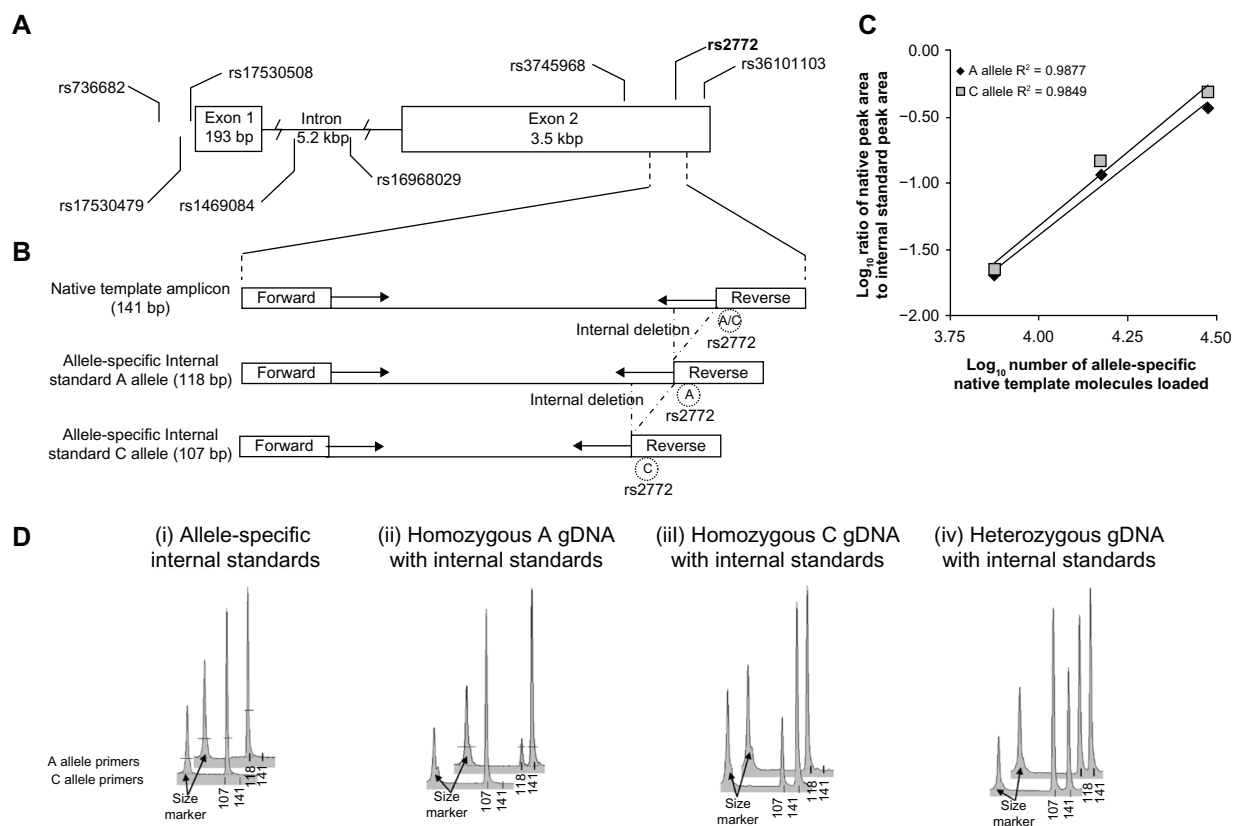 A
rs736682
rs17530508
rs3745968
rs2772
rs36101103
Exon 1
193 bp
Intron
5.2 kbp
Exon 2
3.5 kbp
rs17530479
rs1469084
rs16968029
B
Native template amplicon
(141 bp)
Forward
Reverse
Internal deletion
A/C
rs2772
Allele-specific Internal
standard A allele (118 bp)
Forward
Reverse
Internal deletion
A
rs2772
Allele-specific Internal
standard C allele (107 bp)
Forward
Reverse
C
rs2772
C
Log10 ratio of native peak area
to internal standard peak area
0.00
−0.50
−1.00
−1.50
−2.00
A allele R² = 0.9877
C allele R² = 0.9849
3.75 4.00 4.25 4.50
Log10 number of allele-specific
native template molecules loaded
D
(i) Allele-specific
internal standards
(ii) Homozygous A gDNA
with internal standards
(iiI) Homozygous C gDNA
with internal standards
(iv) Heterozygous gDNA
with internal standards
A allele primers
C allele primers
Size
marker
107
141
118
141
Size
marker
107
141
118
141
Size
marker
107
141
118
141
Size
marker
107
141
118
141